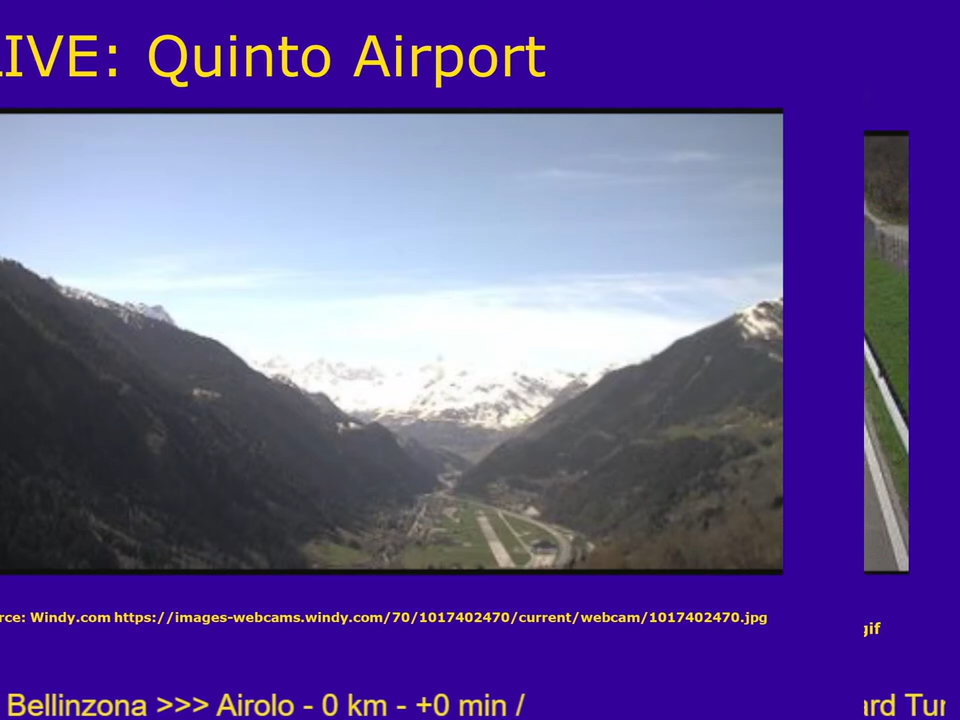 LIVE: Quinto Airport
rce: Windy.com https://images-webcams.windy.com/70/1017402470/current/webcam/1017402470.jpg
gif
Bellinzona >>> Airolo - 0 km - +0 min /
ard Tur